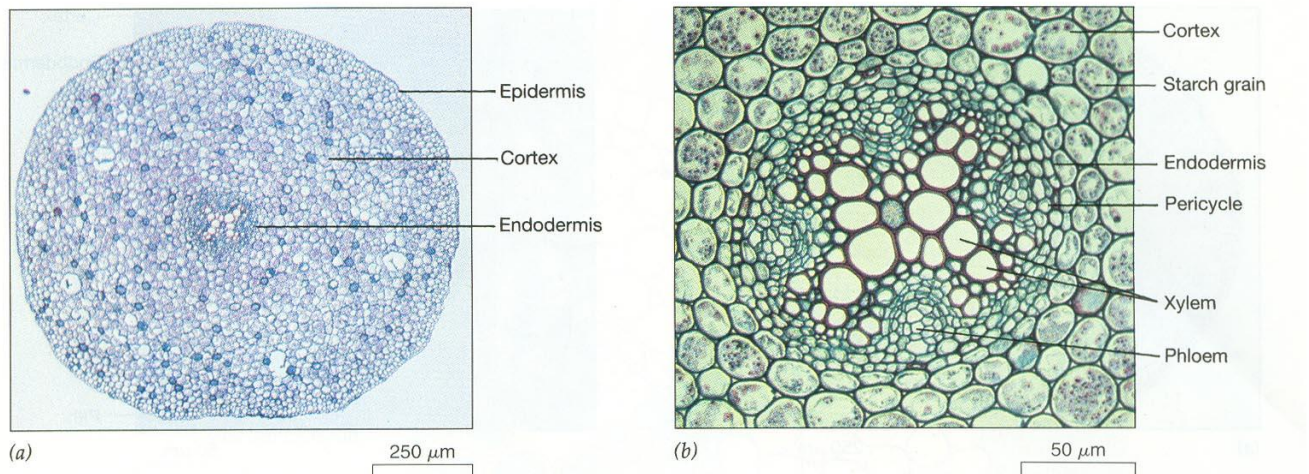 Epidermis
Cortex
Endodermis
(a)
250 µm
Cortex
Starch grain
Endodermis
Pericycle
Xylem
Phloem
(b)
50 µm